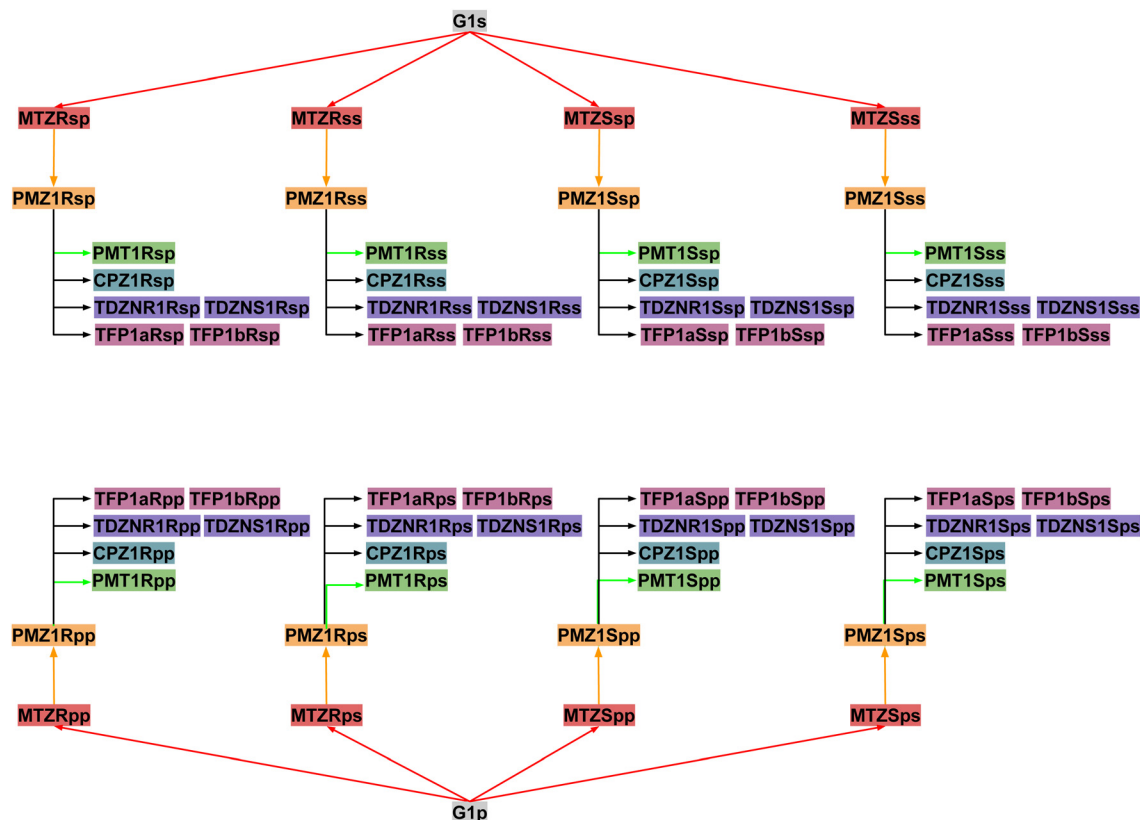 G1s
MTZRsp MTZRss MTZSsp MTZSss
PMZ1Rsp PMZ1Rss PMZ1Ssp PMZ1Sss
PMT1Rsp PMT1Rss PMT1Ssp PMT1Sss
CPZ1Rsp CPZ1Rss CPZ1Ssp CPZ1Sss
TDZNR1Rsp TDZNS1Rsp TDZNR1Rss TDZNS1Rss TDZNR1Ssp TDZNS1Ssp TDZNR1Sss TDZNS1Sss
TFP1aRsp TFP1bRsp TFP1aRss TFP1bRss TFP1aSsp TFP1bSsp TFP1aSss TFP1bSss
TFP1aRpp TFP1bRpp TFP1aRps TFP1bRps TFP1aSpp TFP1bSpp TFP1aSps TFP1bSps
TDZNR1Rpp TDZNS1Rpp TDZNR1Rps TDZNS1Rps TDZNR1Spp TDZNS1Spp TDZNR1Sps TDZNS1Sps
CPZ1Rpp CPZ1Rps CPZ1Spp CPZ1Sps
PMT1Rpp PMT1Rps PMT1Spp PMT1Sps
PMZ1Rpp PMZ1Rps PMZ1Spp PMZ1Sps
MTZRpp MTZRps MTZSpp MTZSps
G1p